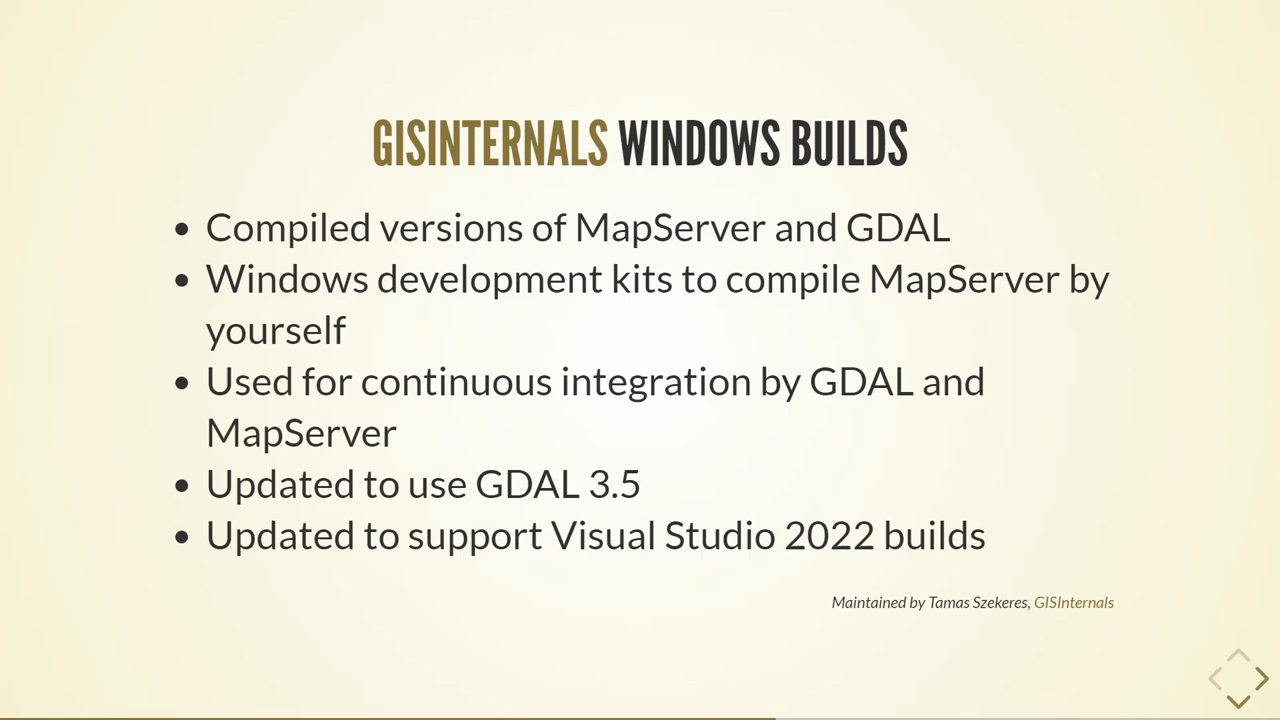 GISINTERNALS WINDOWS BUILDS
• Compiled versions of MapServer and GDAL
• Windows development kits to compile MapServer by
yourself
• Used for continuous integration by GDAL and
MapServer
• Updated to use GDAL 3.5
• Updated to support Visual Studio 2022 builds
Maintained by Tamas Szekeres, GISInternals